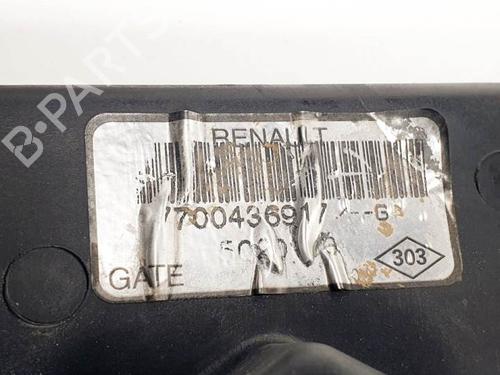 B-PARTS
RENAULT
7700436917 ---G
GATE
303